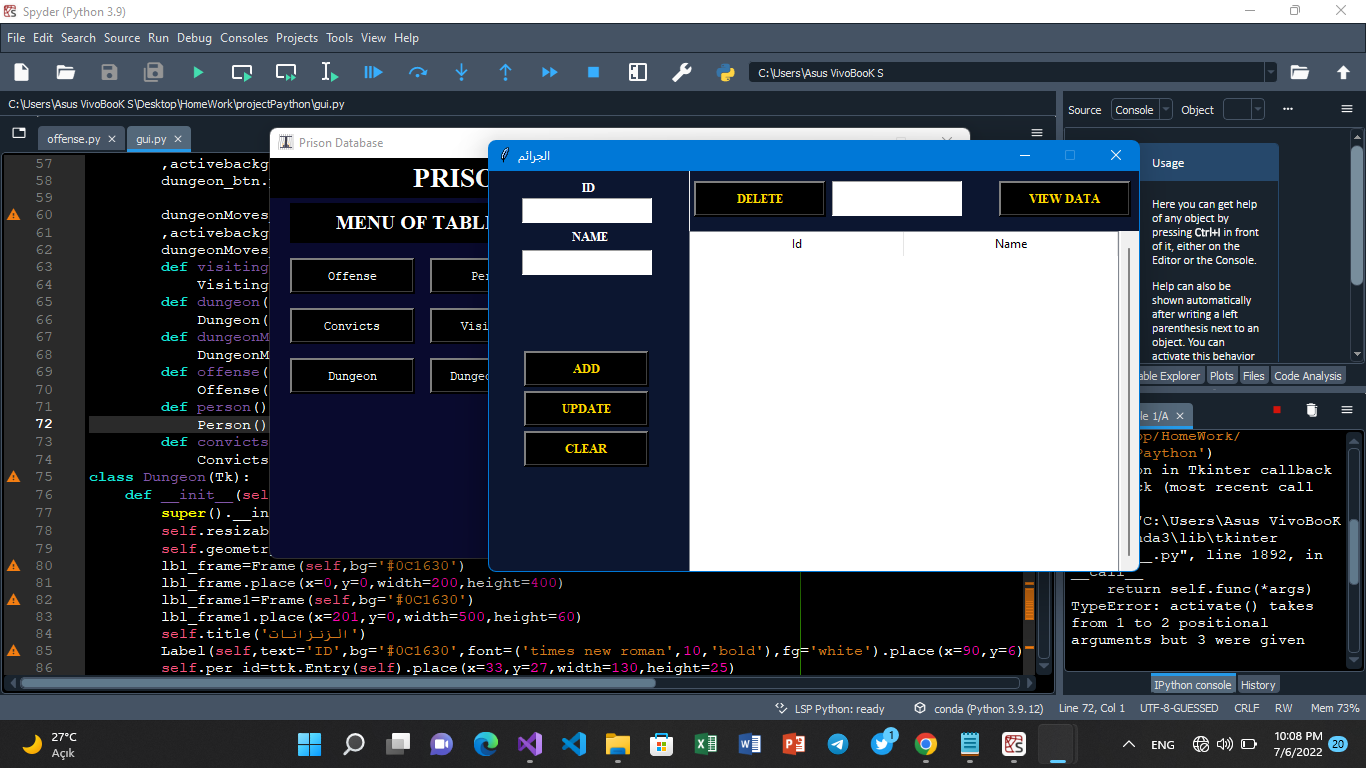 Spyder (Python 3.9)
File Edit Search Source Run Debug Consoles Projects Tools View Help
C:\Users\Asus VivoBooK S
C:\Users\Asus VivoBooK S\Desktop\HomeWork\projectPaython\gui.py
offense.py
gui.py
57 ,activebackg
58 dungeon_btn.
59
60 dungeonMoves
61 ,activebackg
62 dungeonMoves
63 def visiting
64 Visiting
65 def dungeon(
66 Dungeon(
67 def dungeonM
68 DungeonM
69 def offense(
70 Offense(
71 def person()
72 Person()
73 def convicts
74 Convicts
75 class Dungeon(Tk):
76 def __init__(sel
77 super().__in
78 self.resizab
79 self.geometr
80 lbl_frame=Frame(self,bg='#0C1630')
81 lbl_frame.place(x=0,y=0,width=200,height=400)
82 lbl_frame1=Frame(self,bg='#0C1630')
83 lbl_frame1.place(x=201,y=0,width=500,height=60)
84 self.title('الزنزانات')
85 Label(self,text='ID',bg='#0C1630',font=('times new roman',10,'bold'),fg='white').place(x=90,y=6)
86 self.per_id=ttk.Entry(self).place(x=33,y=27,width=130,height=25)
Prison Database
PRISO
MENU OF TABL
Offense
Per
Convicts
Visi
Dungeon
Dunge
الجرائم
ID
NAME
ADD
UPDATE
CLEAR
DELETE
VIEW DATA
Id Name
Source Console Object
Usage
Here you can get help
of any object by
pressing Ctrl+I in front
of it, either on the
Editor or the Console.
Help can also be
shown automatically
after writing a left
parenthesis next to an
object. You can
activate this behavior
able Explorer Plots Files Code Analysis
le 1/A
op/HomeWork/
Paython')
on in Tkinter callback
ck (most recent call
"C:\Users\Asus VivoBooK
nda3\lib\tkinter
_.py", line 1892, in
__call__
return self.func(*args)
TypeError: activate() takes
from 1 to 2 positional
arguments but 3 were given
IPython console History
LSP Python: ready conda (Python 3.9.12) Line 72, Col 1 UTF-8-GUESSED CRLF RW Mem 73%
27°C
Açık
1
ENG
10:08 PM
7/6/2022
20